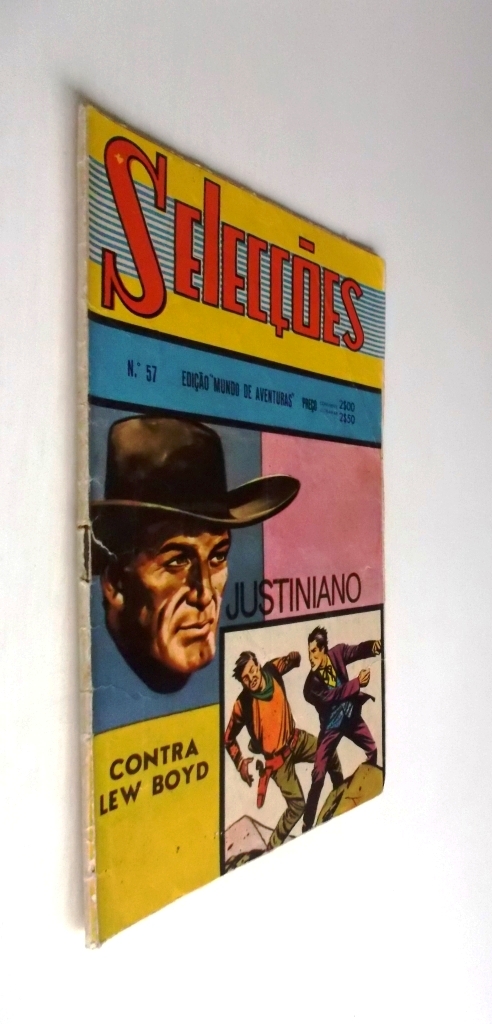 SELECÇÕES
N.º 57 EDIÇÃO "MUNDO DE AVENTURAS" PREÇO 2$00
2$50
JUSTINIANO
CONTRA
LEW BOYD